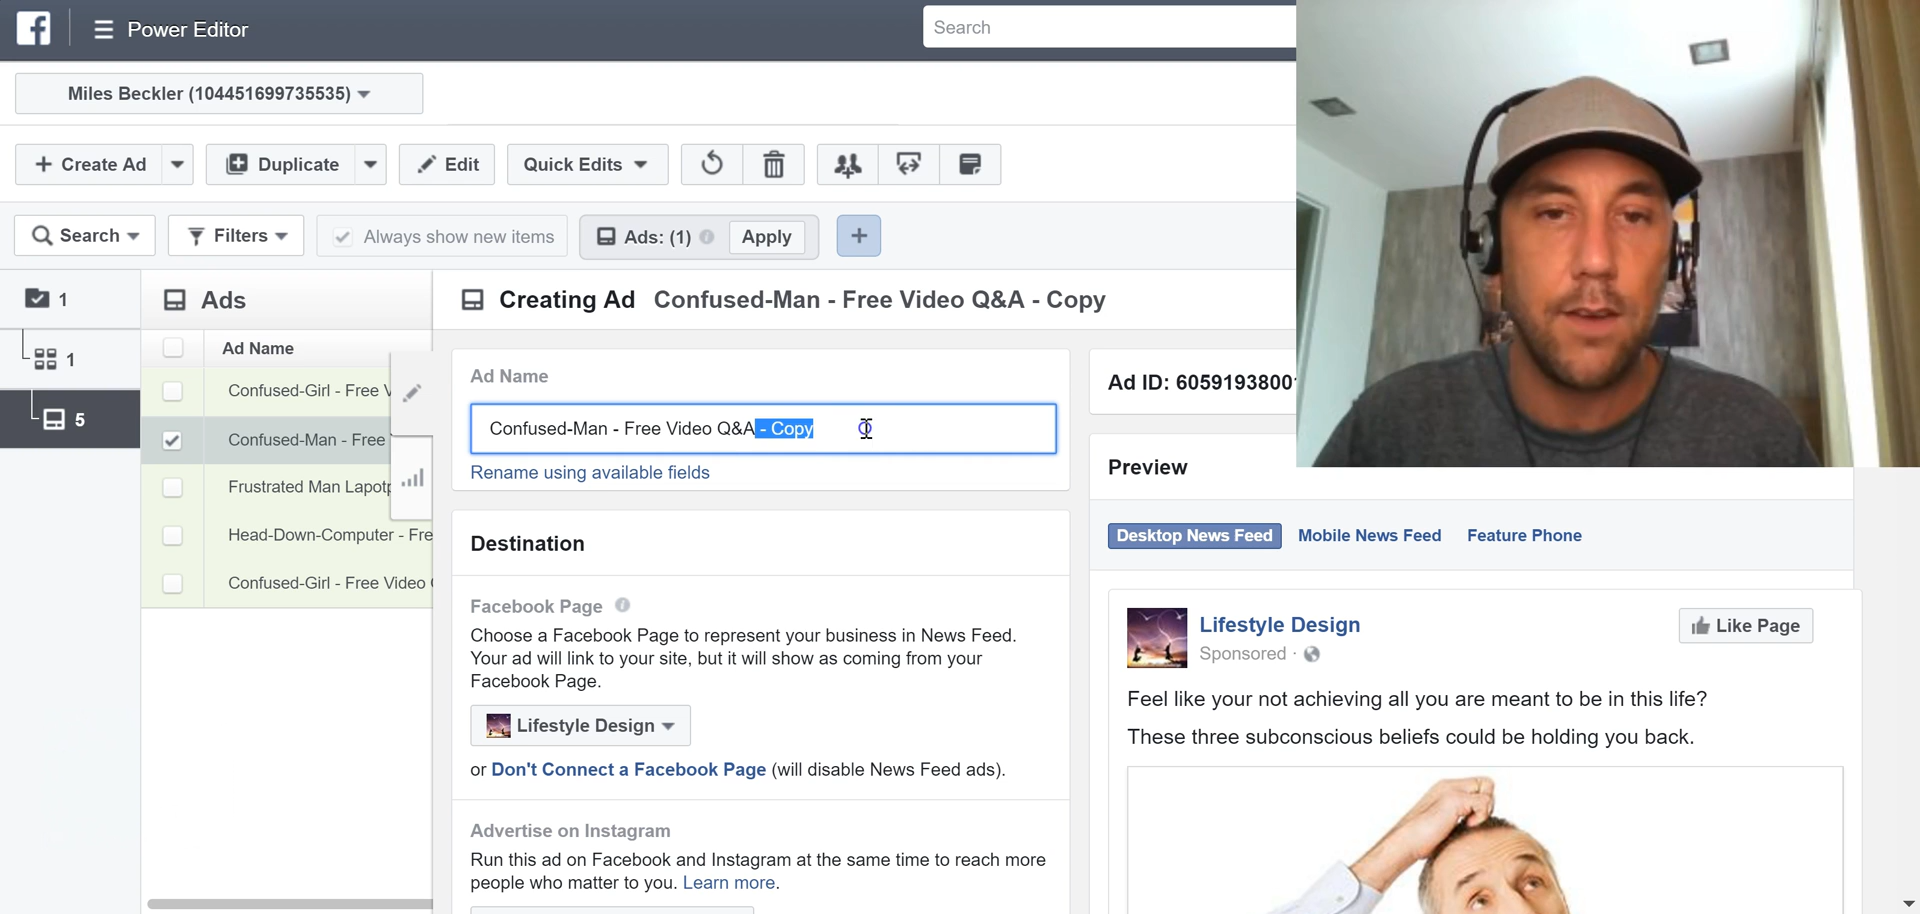 Power Editor
Search
Miles Beckler (104451699735535)
+ Create Ad
Duplicate
Edit
Quick Edits
Search
Filters
Always show new items
Ads: (1)
Apply
+
1
Ads
Creating Ad Confused-Man - Free Video Q&A - Copy
1
Ad Name
5
Confused-Girl - Free V
Confused-Man - Free
Frustrated Man Lapotp
Head-Down-Computer - Fre
Confused-Girl - Free Video
Ad Name
Confused-Man - Free Video Q&A - Copy
Rename using available fields
Destination
Facebook Page
Choose a Facebook Page to represent your business in News Feed.
Your ad will link to your site, but it will show as coming from your
Facebook Page.
Lifestyle Design
or Don't Connect a Facebook Page (will disable News Feed ads).
Advertise on Instagram
Run this ad on Facebook and Instagram at the same time to reach more
people who matter to you. Learn more.
Ad ID: 6059193800
Preview
Desktop News Feed
Mobile News Feed
Feature Phone
Lifestyle Design
Like Page
Sponsored ·
Feel like your not achieving all you are meant to be in this life?
These three subconscious beliefs could be holding you back.